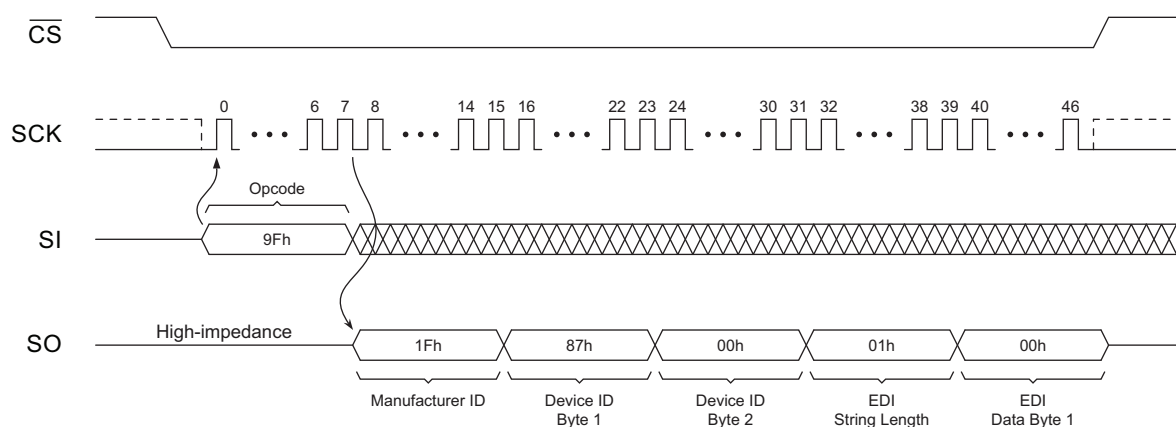 CS
SCK
0 6 7 8 14 15 16 22 23 24 30 31 32 38 39 40 46
Opcode
SI
9Fh
High-impedance
SO
1Fh 87h 00h 01h 00h
Manufacturer ID Device ID Device ID EDI EDI
Byte 1 Byte 2 String Length Data Byte 1